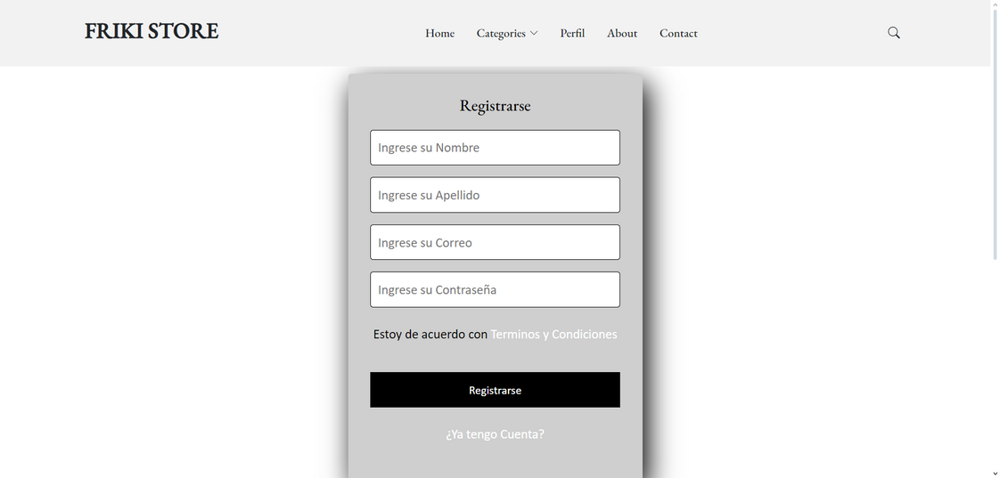 FRIKI STORE
Home Categories Perfil About Contact
Registrarse
Ingrese su Nombre
Ingrese su Apellido
Ingrese su Correo
Ingrese su Contraseña
Estoy de acuerdo con Terminos y Condiciones
Registrarse
¿Ya tengo Cuenta?